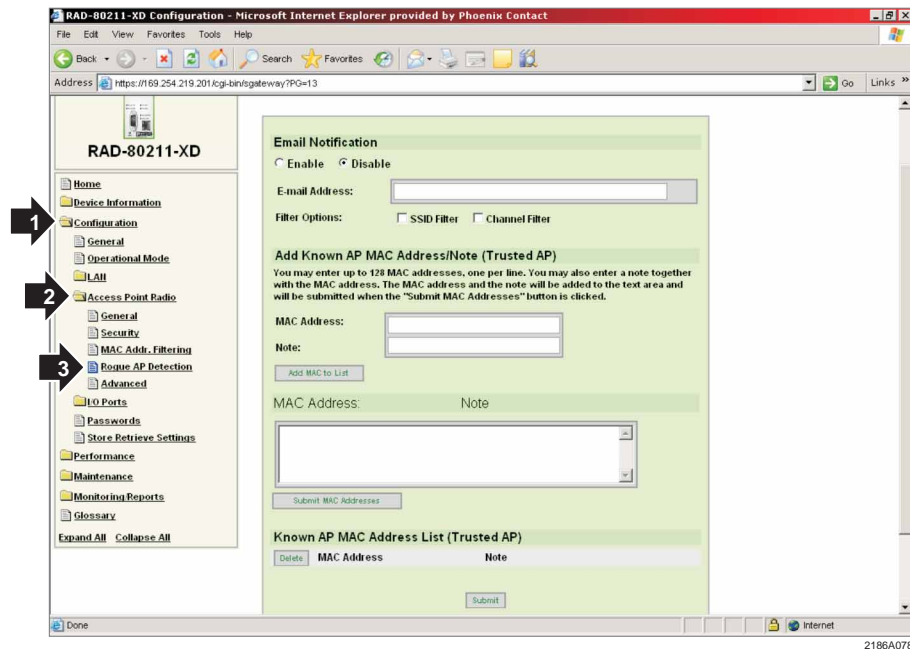 RAD-80211-XD Configuration - Microsoft Internet Explorer provided by Phoenix Contact
File Edit View Favorites Tools Help
Back Search Favorites
Address https://169.254.219.201/cgi-bin/sgateway?PG=13 Go Links »
RAD-80211-XD
Home
Device Information
1 Configuration
General
Operational Mode
LAN
2 Access Point Radio
General
Security
MAC Addr. Filtering
3 Rogue AP Detection
Advanced
I/O Ports
Passwords
Store Retrieve Settings
Performance
Maintenance
Monitoring Reports
Glossary
Expand All Collapse All
Email Notification
Enable Disable
E-mail Address:
Filter Options: SSID Filter Channel Filter
Add Known AP MAC Address/Note (Trusted AP)
You may enter up to 128 MAC addresses, one per line. You may also enter a note together
with the MAC address. The MAC address and the note will be added to the text area and
will be submitted when the "Submit MAC Addresses" button is clicked.
MAC Address:
Note:
Add MAC to List
MAC Address: Note
Submit MAC Addresses
Known AP MAC Address List (Trusted AP)
Delete MAC Address Note
Submit
Done Internet
2186A078